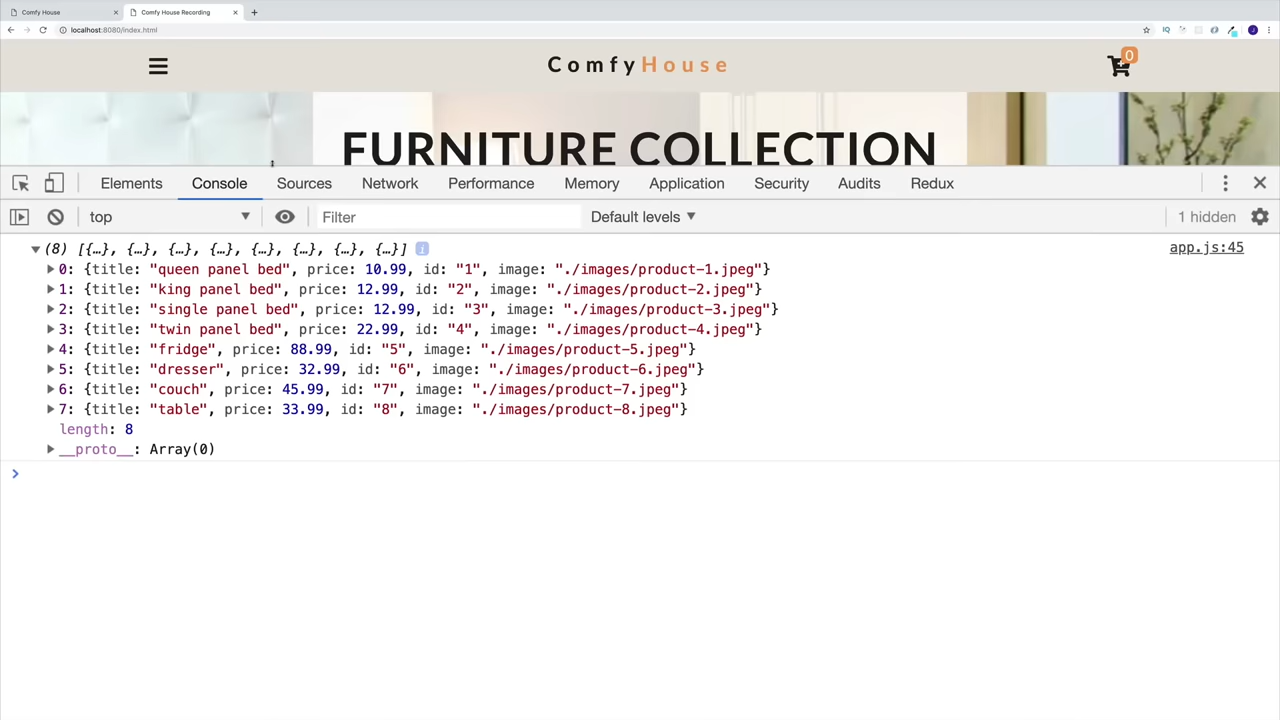 Comfy House
Comfy House Recording
localhost:8080/index.html
ComfyHouse
0
FURNITURE COLLECTION
Elements Console Sources Network Performance Memory Application Security Audits Redux
top Filter Default levels ▼ 1 hidden
(8) [{…}, {…}, {…}, {…}, {…}, {…}, {…}, {…}] i app.js:45
0: {title: "queen panel bed", price: 10.99, id: "1", image: "./images/product-1.jpeg"}
1: {title: "king panel bed", price: 12.99, id: "2", image: "./images/product-2.jpeg"}
2: {title: "single panel bed", price: 12.99, id: "3", image: "./images/product-3.jpeg"}
3: {title: "twin panel bed", price: 22.99, id: "4", image: "./images/product-4.jpeg"}
4: {title: "fridge", price: 88.99, id: "5", image: "./images/product-5.jpeg"}
5: {title: "dresser", price: 32.99, id: "6", image: "./images/product-6.jpeg"}
6: {title: "couch", price: 45.99, id: "7", image: "./images/product-7.jpeg"}
7: {title: "table", price: 33.99, id: "8", image: "./images/product-8.jpeg"}
length: 8
__proto__: Array(0)